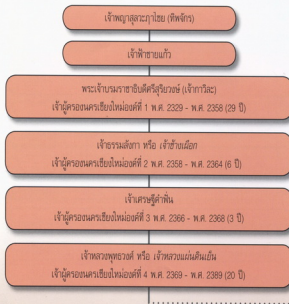 เจ้าพญาสุละวะฦาไชย (ทิพจักร)
เจ้าฟ้าชายแก้ว
พระเจ้าบรมราชาธิบดีศรีสุริยวงษ์ (เจ้ากาวิละ)
เจ้าผู้ครองนครเชียงใหม่องค์ที่ 1 พ.ศ. 2329 - พ.ศ. 2358 (29 ปี)
เจ้าธรรมลังกา หรือ เจ้าช้างเผือก
เจ้าผู้ครองนครเชียงใหม่องค์ที่ 2 พ.ศ. 2358 - พ.ศ. 2364 (6 ปี)
เจ้าเศรษฐีคำฟั่น
เจ้าผู้ครองนครเชียงใหม่องค์ที่ 3 พ.ศ. 2366 - พ.ศ. 2368 (3 ปี)
เจ้าหลวงพุทธวงศ์ หรือ เจ้าหลวงแผ่นดินเย็น
เจ้าผู้ครองนครเชียงใหม่องค์ที่ 4 พ.ศ. 2369 - พ.ศ. 2389 (20 ปี)